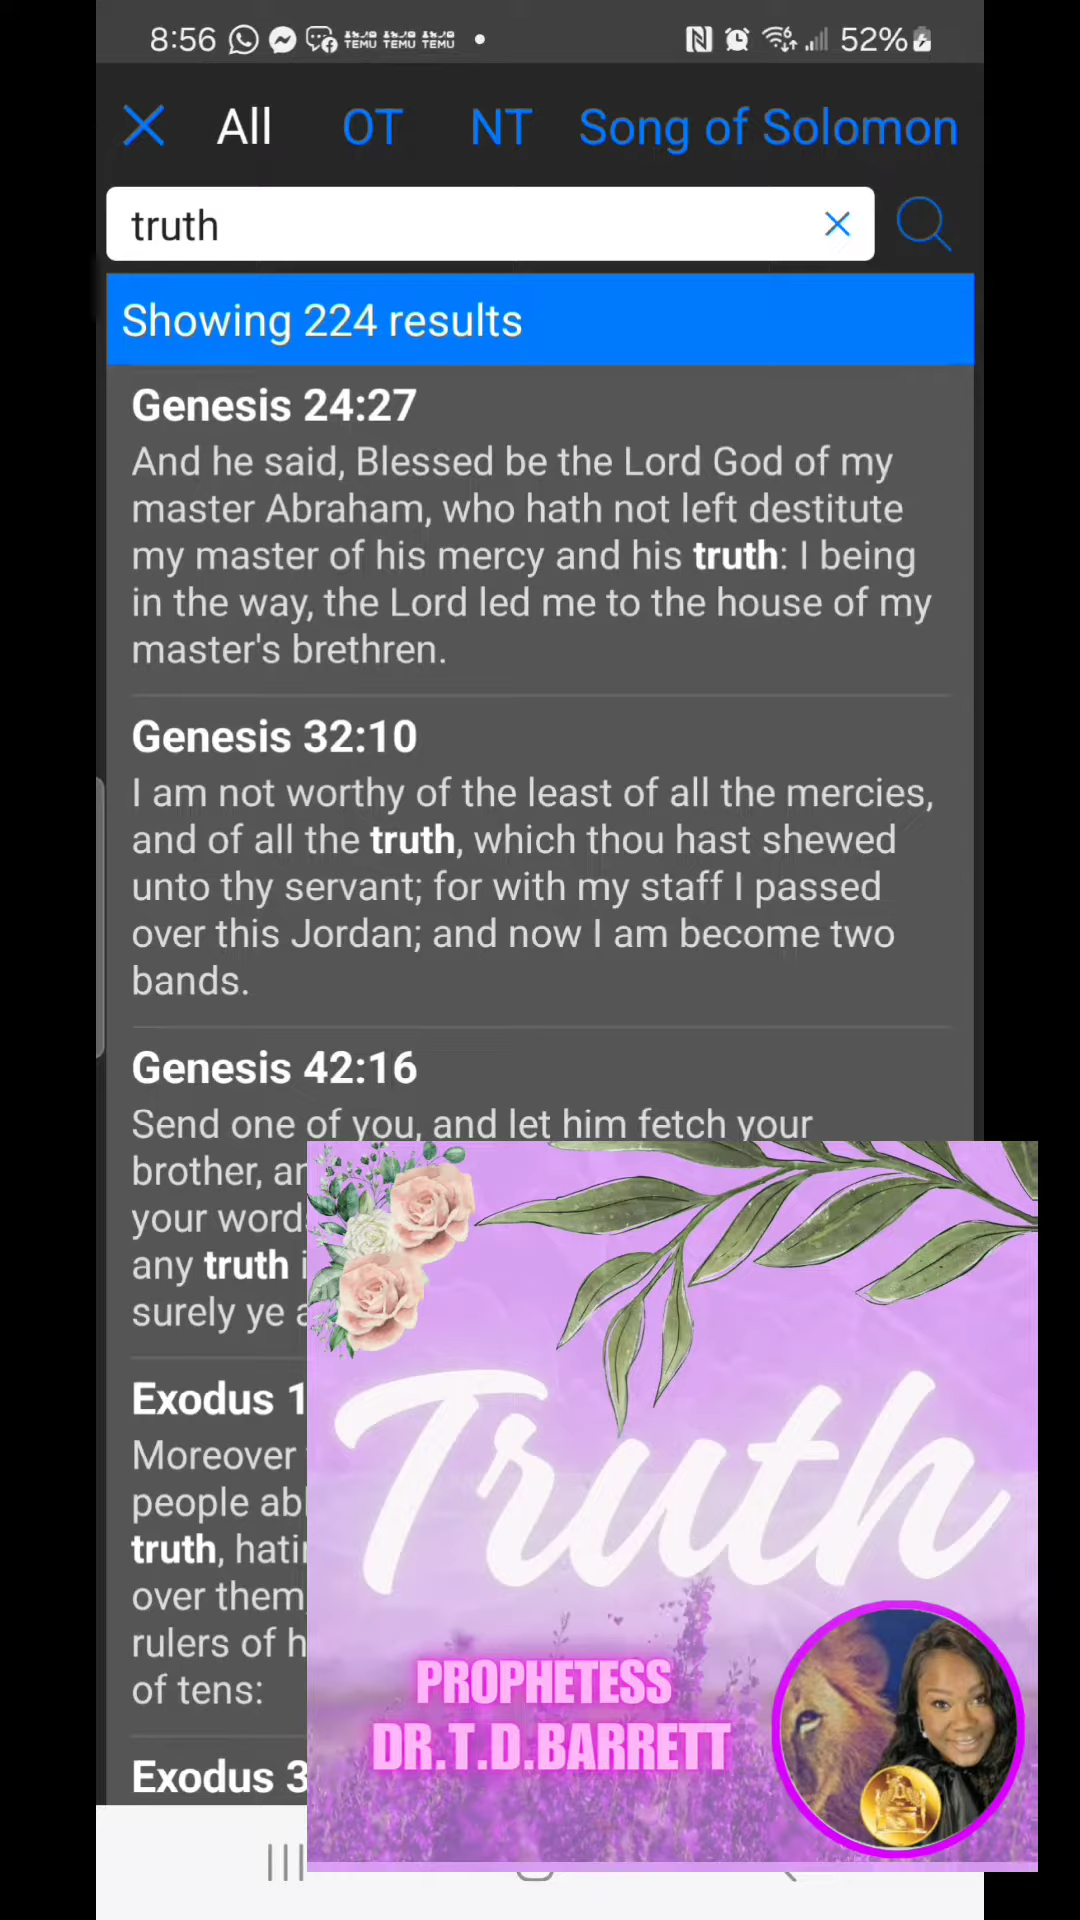 8:56 TEMU TEMU TEMU 52%
All OT NT Song of Solomon
truth
Showing 224 results
Genesis 24:27
And he said, Blessed be the Lord God of my
master Abraham, who hath not left destitute
my master of his mercy and his truth: I being
in the way, the Lord led me to the house of my
master's brethren.
Genesis 32:10
I am not worthy of the least of all the mercies,
and of all the truth, which thou hast shewed
unto thy servant; for with my staff I passed
over this Jordan; and now I am become two
bands.
Genesis 42:16
Send one of you, and let him fetch your
brother,
your
any truth
surely ye
Exodus
Moreover
people
truth,
over them
rulers of
of tens:
Exodus
Truth
PROPHETESS
DR.T.D.BARRETT